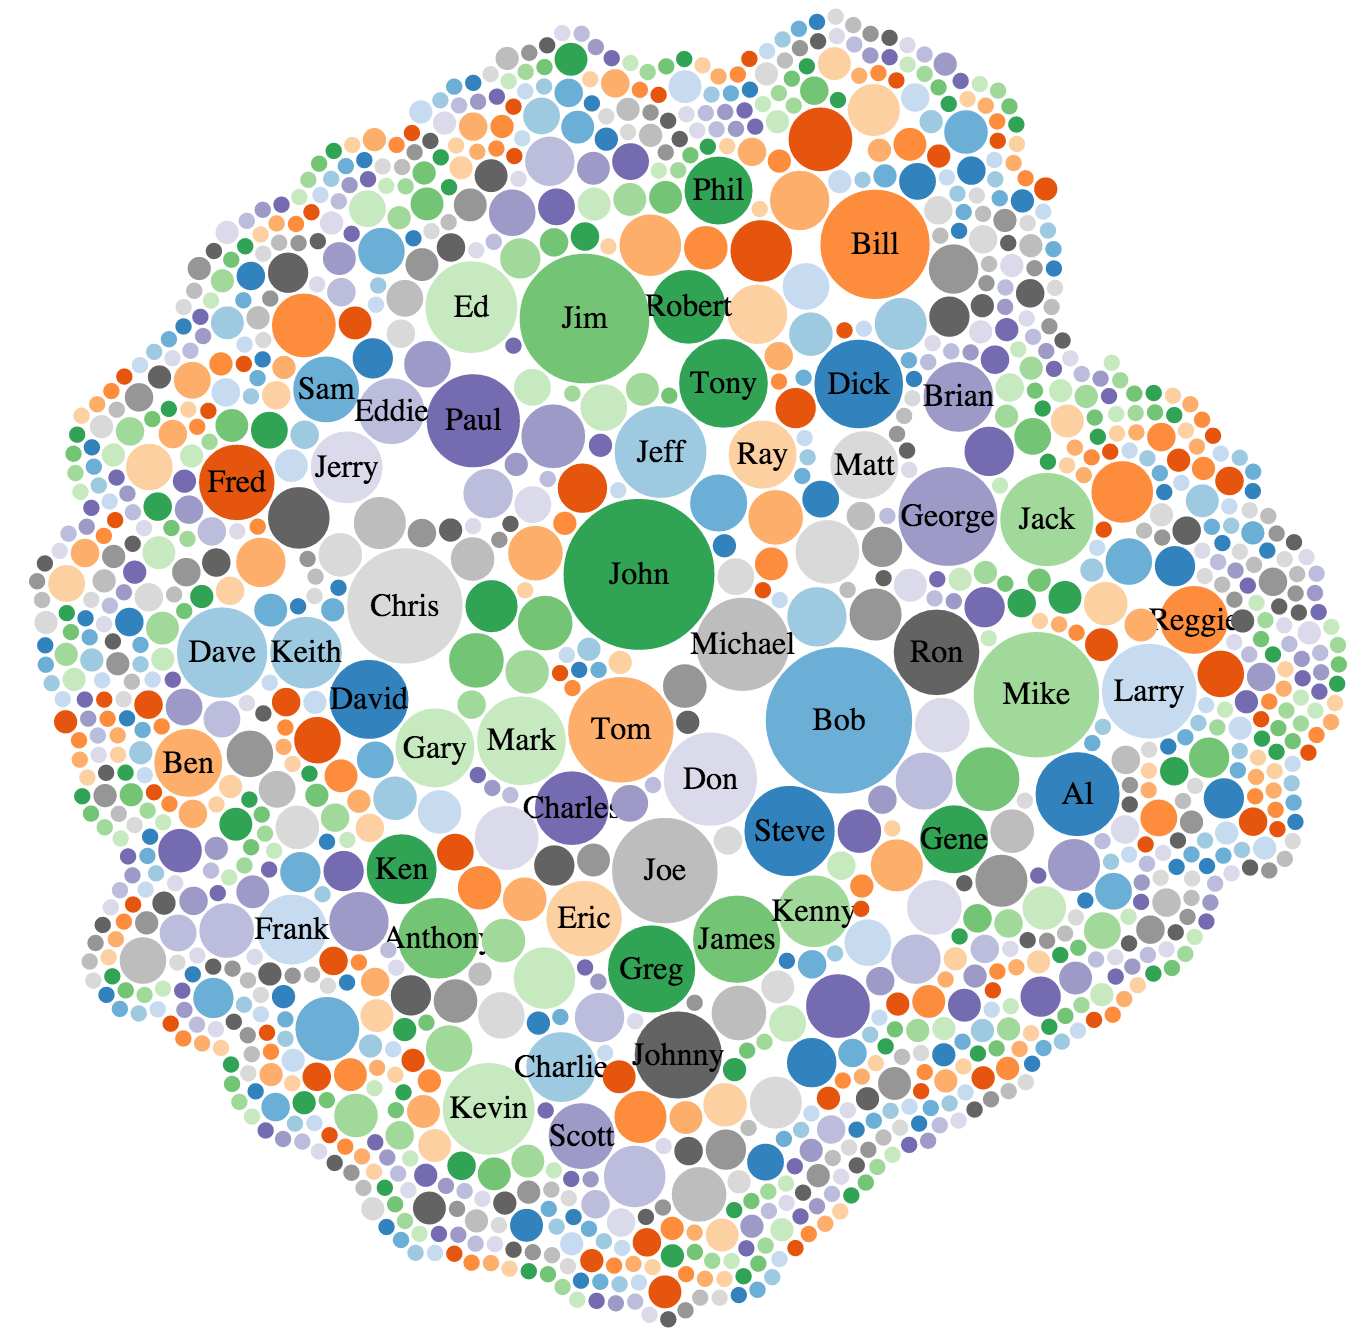 Phil
Bill
Ed
Jim
Robert
Tony
Dick
Sam
Eddie
Paul
Brian
Jeff
Ray
Matt
Fred
Jerry
George
Jack
John
Chris
Michael
Reggie
Dave
Keith
David
Ron
Mike
Larry
Bob
Gary
Mark
Tom
Ben
Don
Charles
Al
Steve
Gene
Ken
Joe
Frank
Anthony
Eric
Kenny
James
Greg
Charlie
Johnny
Kevin
Scott